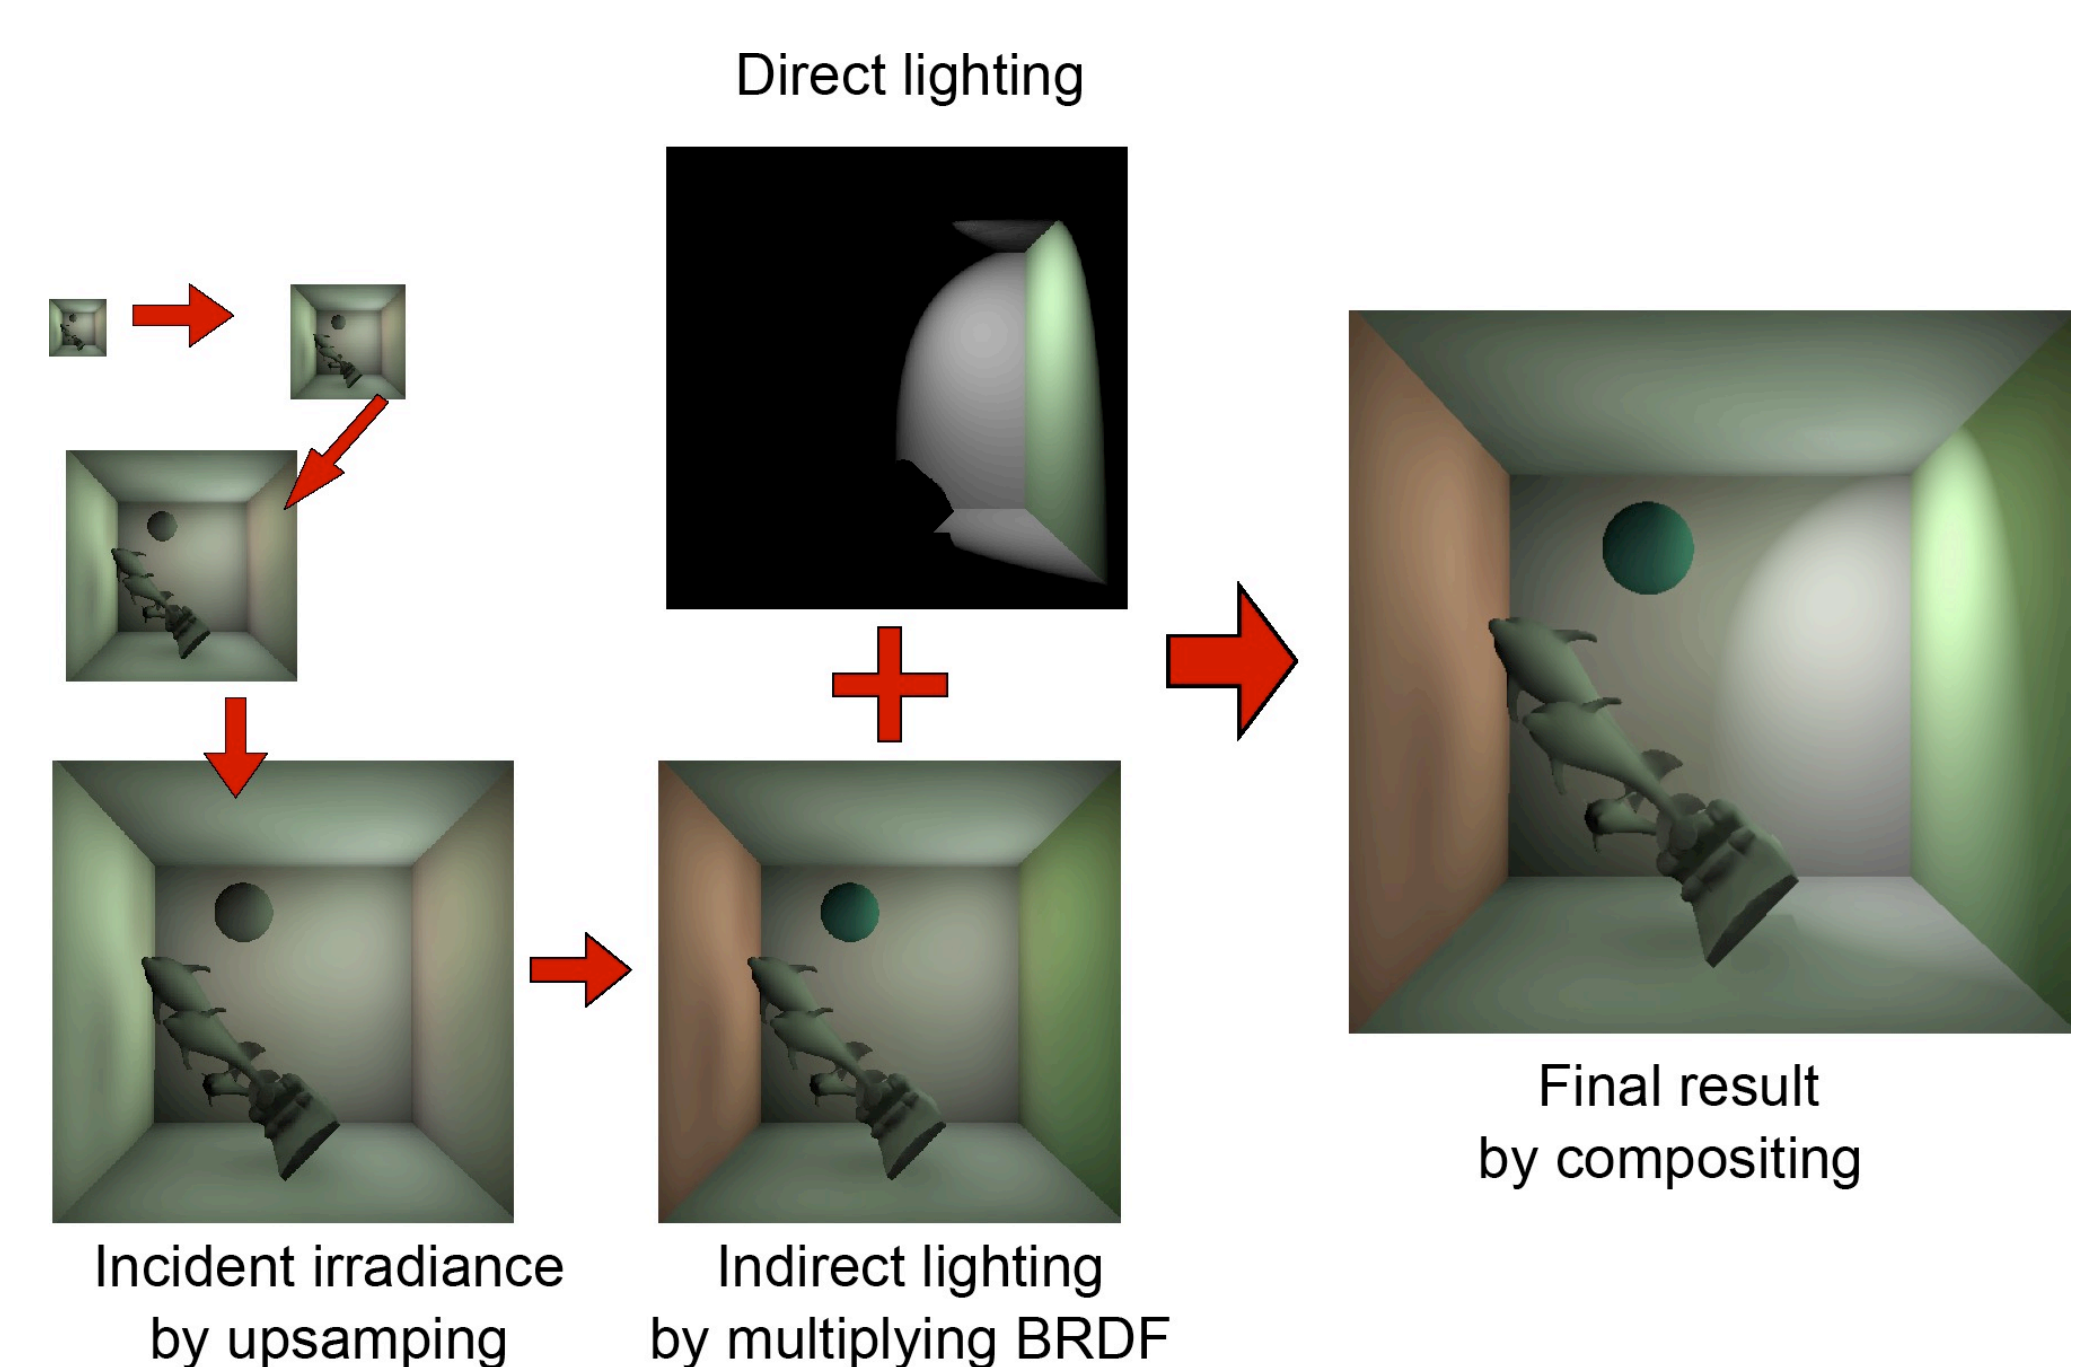 Direct lighting
Incident irradiance
by upsamping
Indirect lighting
by multiplying BRDF
Final result
by compositing